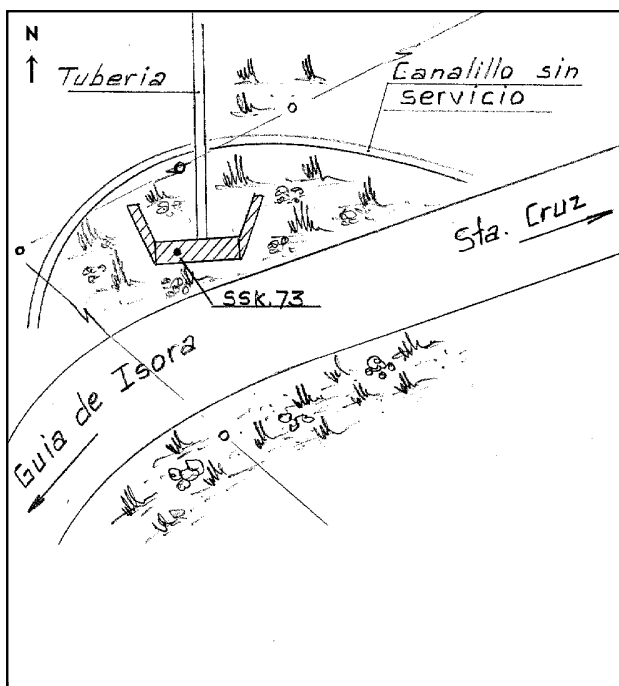 N
Tuberia
Canalillo sin
servicio
Sta. Cruz
SSK.73
Guia de Isora